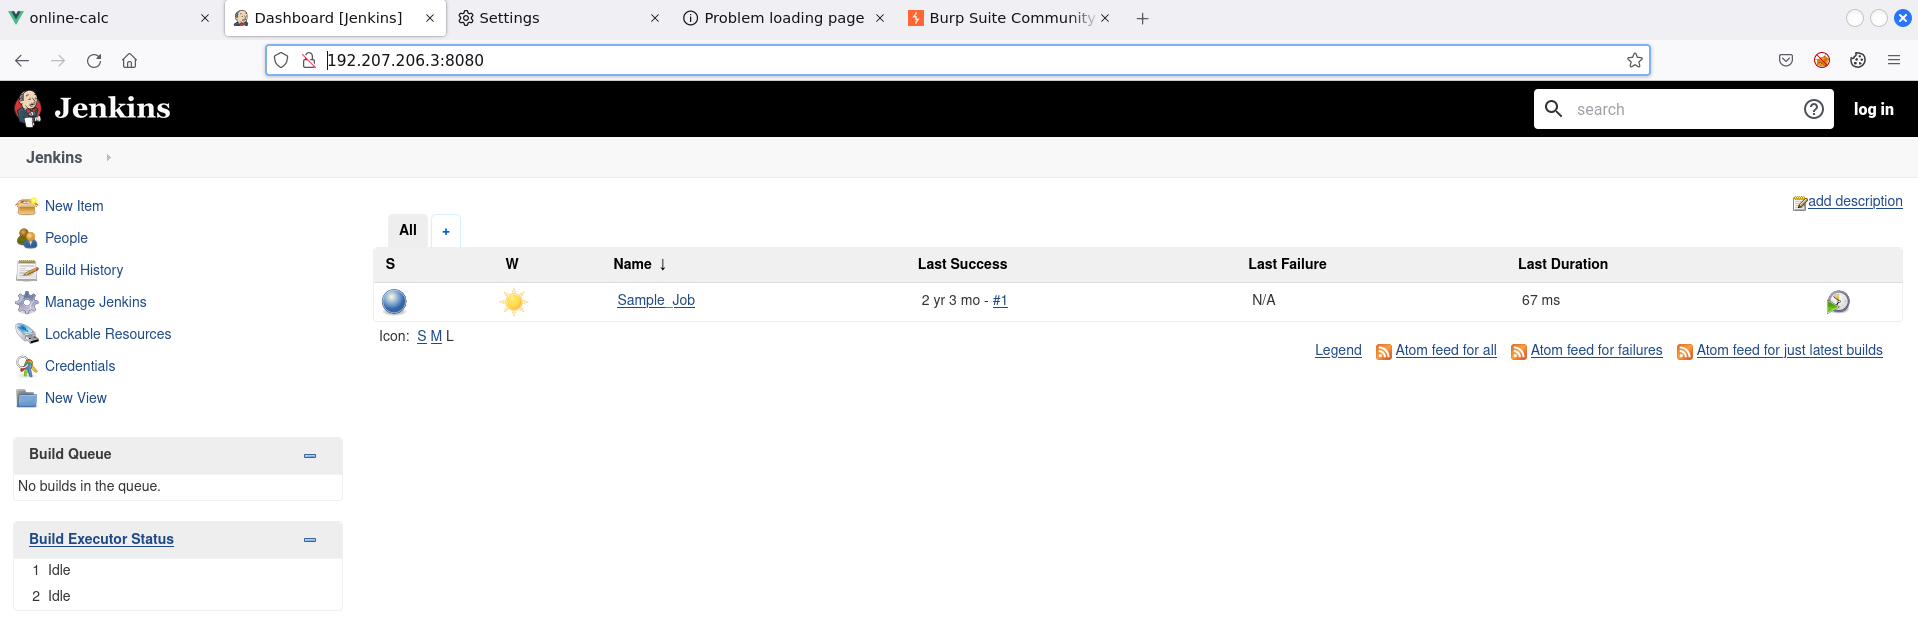 online-calc
Dashboard [Jenkins]
Settings
Problem loading page
Burp Suite Community
192.207.206.3:8080
Jenkins
search
log in
Jenkins
New Item
People
Build History
Manage Jenkins
Lockable Resources
Credentials
New View
Build Queue
No builds in the queue.
Build Executor Status
1 Idle
2 Idle
add description
All +
S W Name ↓ Last Success Last Failure Last Duration
Sample_Job 2 yr 3 mo - #1 N/A 67 ms
Icon: S M L
Legend Atom feed for all Atom feed for failures Atom feed for just latest builds